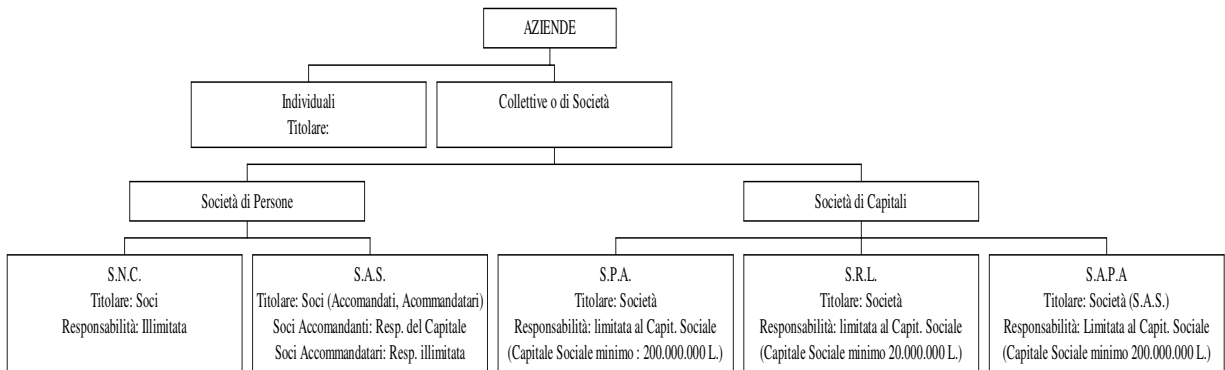 AZIENDE
Individuali
Titolare:
Collettive o di Società
Società di Persone
Società di Capitali
S.N.C.
Titolare: Soci
Responsabilità: Illimitata
S.A.S.
Titolare: Soci (Accomandati, Acommandatari)
Soci Accomandanti: Resp. del Capitale
Soci Accommandatari: Resp. illimitata
S.P.A.
Titolare: Società
Responsabilità: limitata al Capit. Sociale
(Capitale Sociale minimo : 200.000.000 L.)
S.R.L.
Titolare: Società
Responsabilità: limitata al Capit. Sociale
(Capitale Sociale minimo 20.000.000 L.)
S.A.P.A
Titolare: Società (S.A.S.)
Responsabilità: Limitata al Capit. Sociale
(Capitale Sociale minimo 200.000.000 L.)